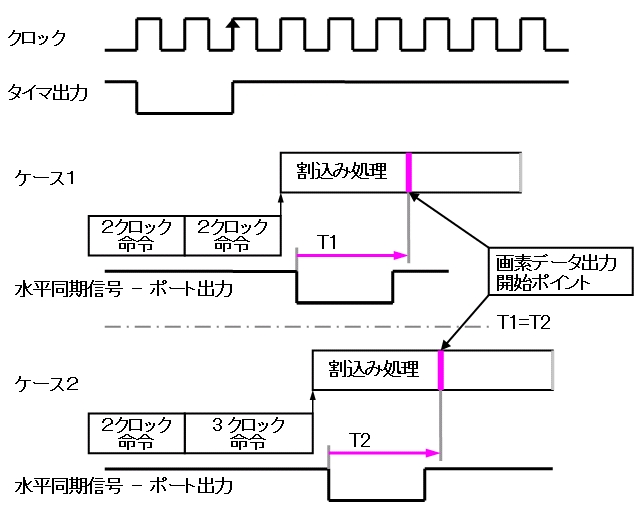 クロック
タイマ出力
割込み処理
ケース1
2クロック
命令
2クロック
命令
T1
画素データ出力
開始ポイント
水平同期信号 － ポート出力
T1=T2
割込み処理
ケース2
2クロック
命令
3クロック
命令
T2
水平同期信号 － ポート出力